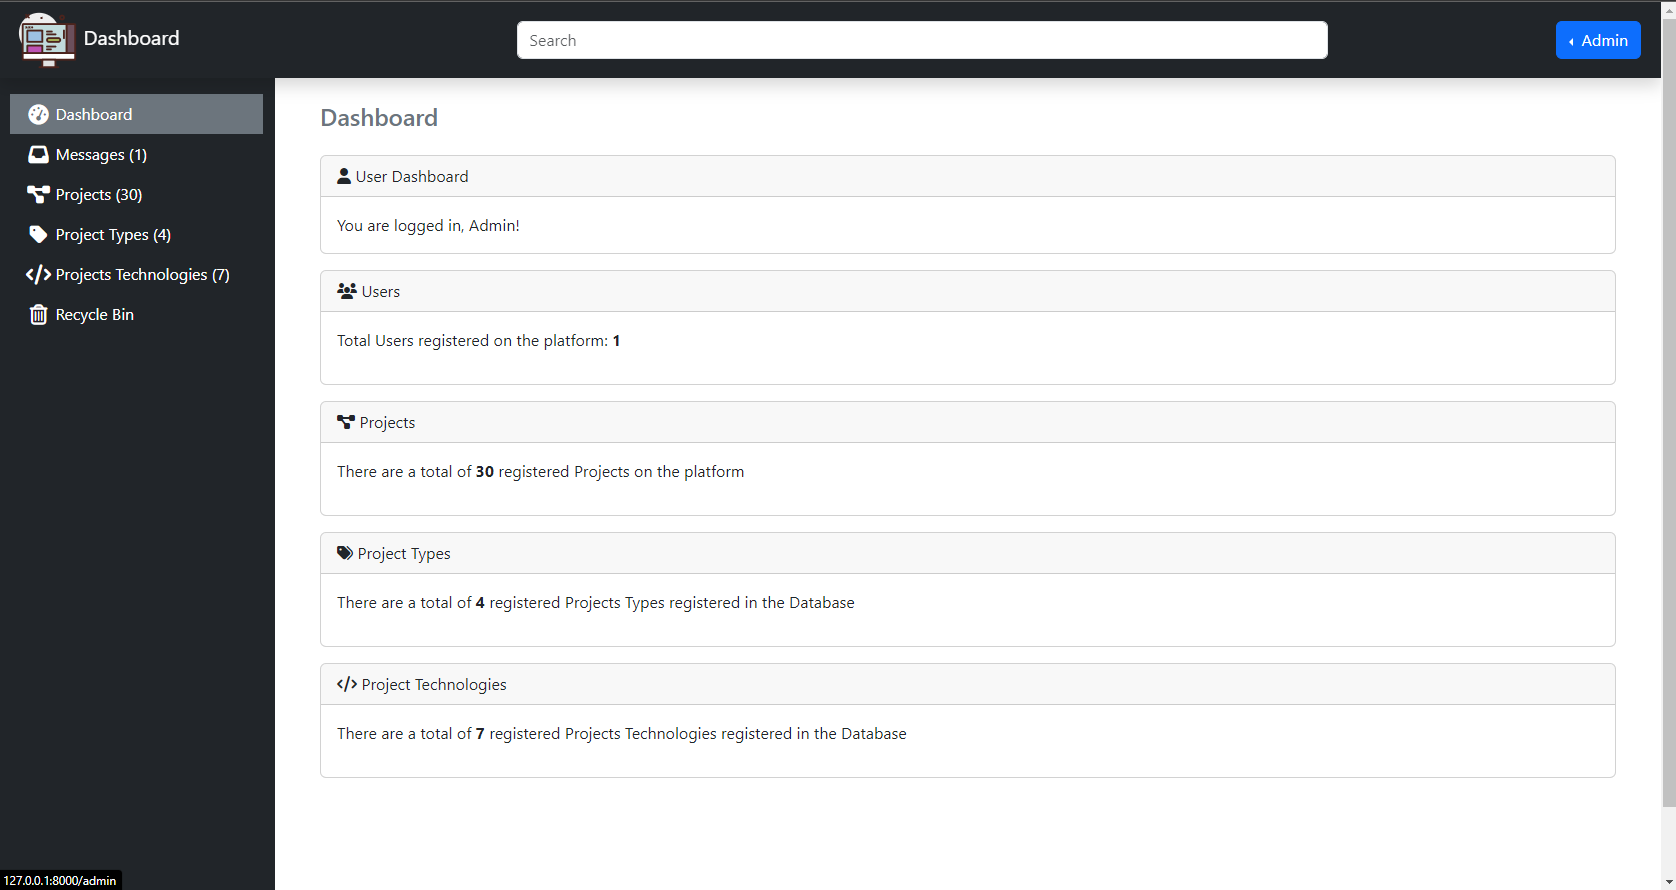 Dashboard
Search
Admin
Dashboard
Messages (1)
Projects (30)
Project Types (4)
Projects Technologies (7)
Recycle Bin
Dashboard
User Dashboard
You are logged in, Admin!
Users
Total Users registered on the platform: 1
Projects
There are a total of 30 registered Projects on the platform
Project Types
There are a total of 4 registered Projects Types registered in the Database
Project Technologies
There are a total of 7 registered Projects Technologies registered in the Database
127.0.0.1:8000/admin